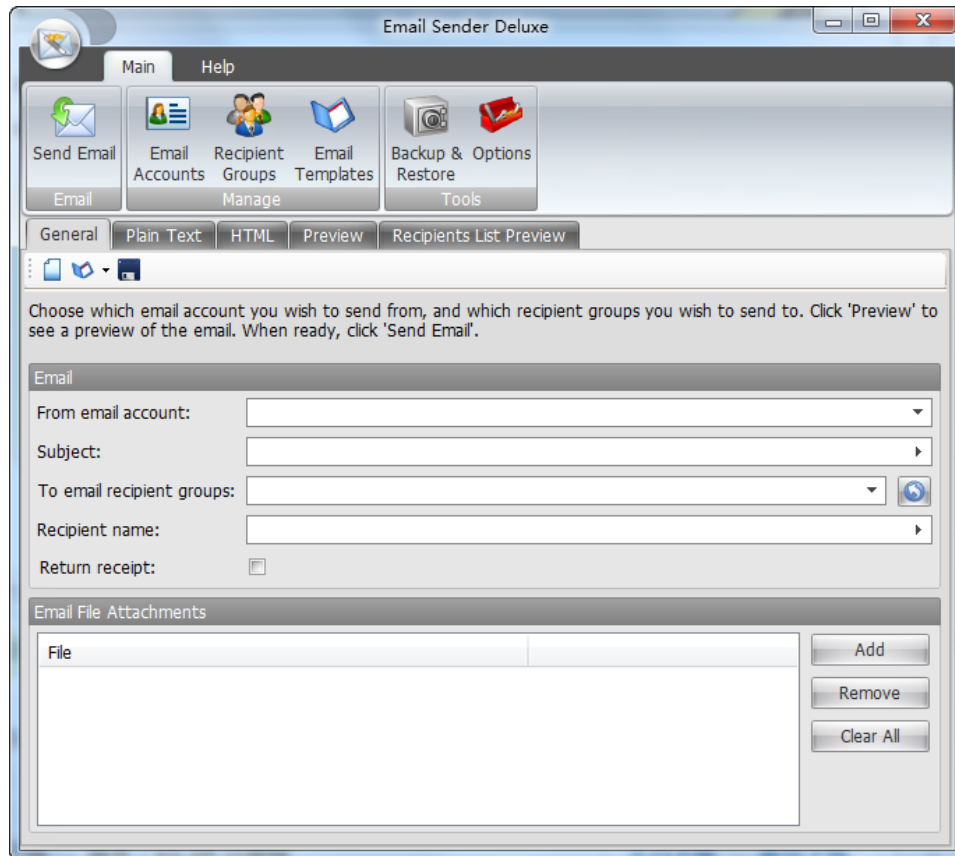 Email Sender Deluxe
Main Help
Send Email
Email Accounts
Recipient Groups
Email Templates
Backup & Restore
Options
Email Manage Tools
General Plain Text HTML Preview Recipients List Preview
Choose which email account you wish to send from, and which recipient groups you wish to send to. Click 'Preview' to
see a preview of the email. When ready, click 'Send Email'.
Email
From email account:
Subject:
To email recipient groups:
Recipient name:
Return receipt:
Email File Attachments
File
Add
Remove
Clear All